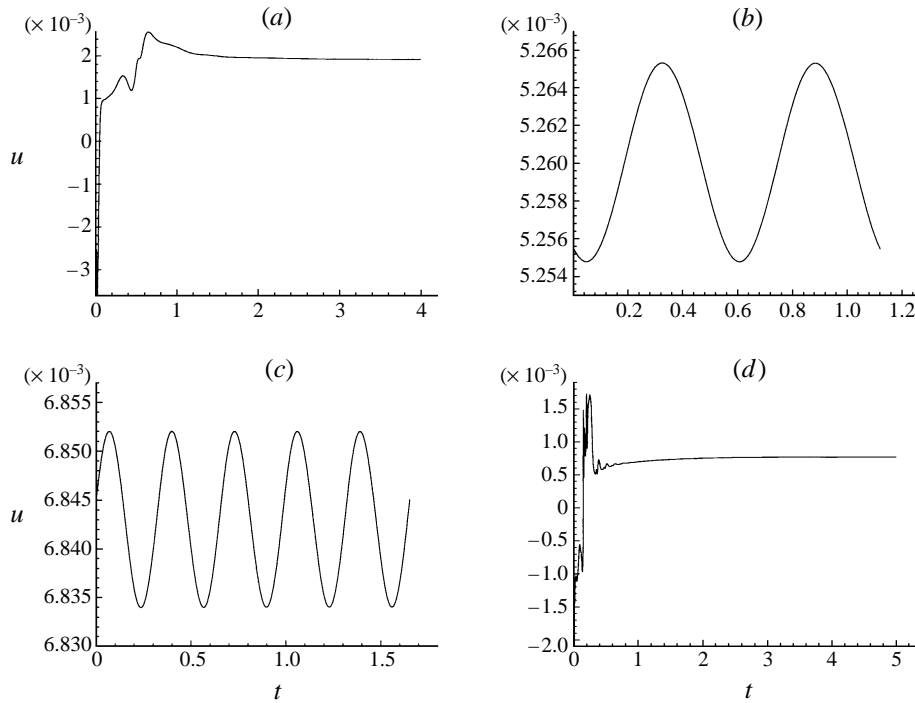 (× 10⁻³) (a)
2
1
0
u
−1
−2
−3
0 1 2 3 4
(× 10⁻³) (b)
5.266
5.264
5.262
5.260
5.258
5.256
5.254
0.2 0.4 0.6 0.8 1.0 1.2
(× 10⁻³) (c)
6.855
6.850
6.845
u
6.840
6.835
6.830
0 0.5 1.0 1.5
t
(× 10⁻³) (d)
1.5
1.0
0.5
0
−0.5
−1.0
−1.5
−2.0
0 1 2 3 4 5
t